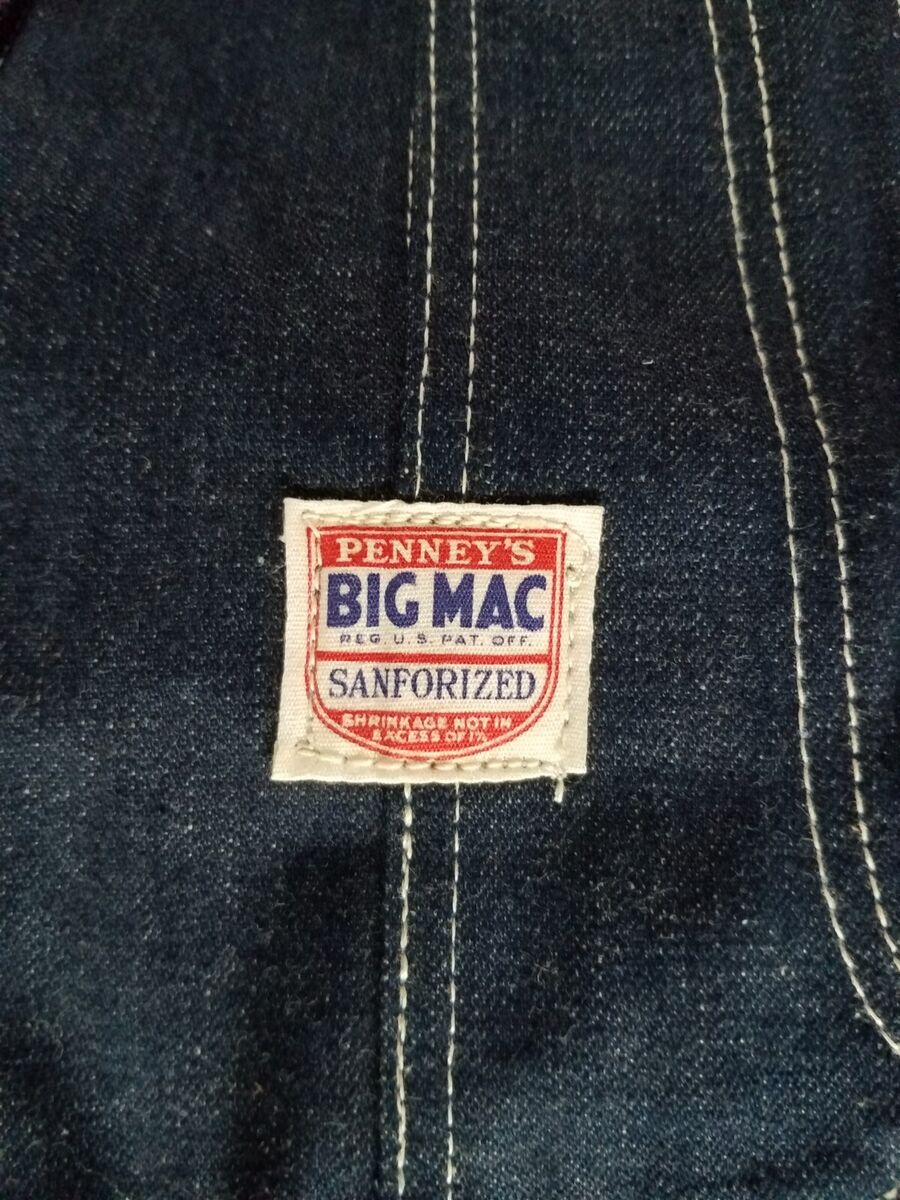 PENNEY'S
BIG MAC
REG. U.S. PAT. OFF.
SANFORIZED
SHRINKAGE NOT IN
EXCESS OF 1%